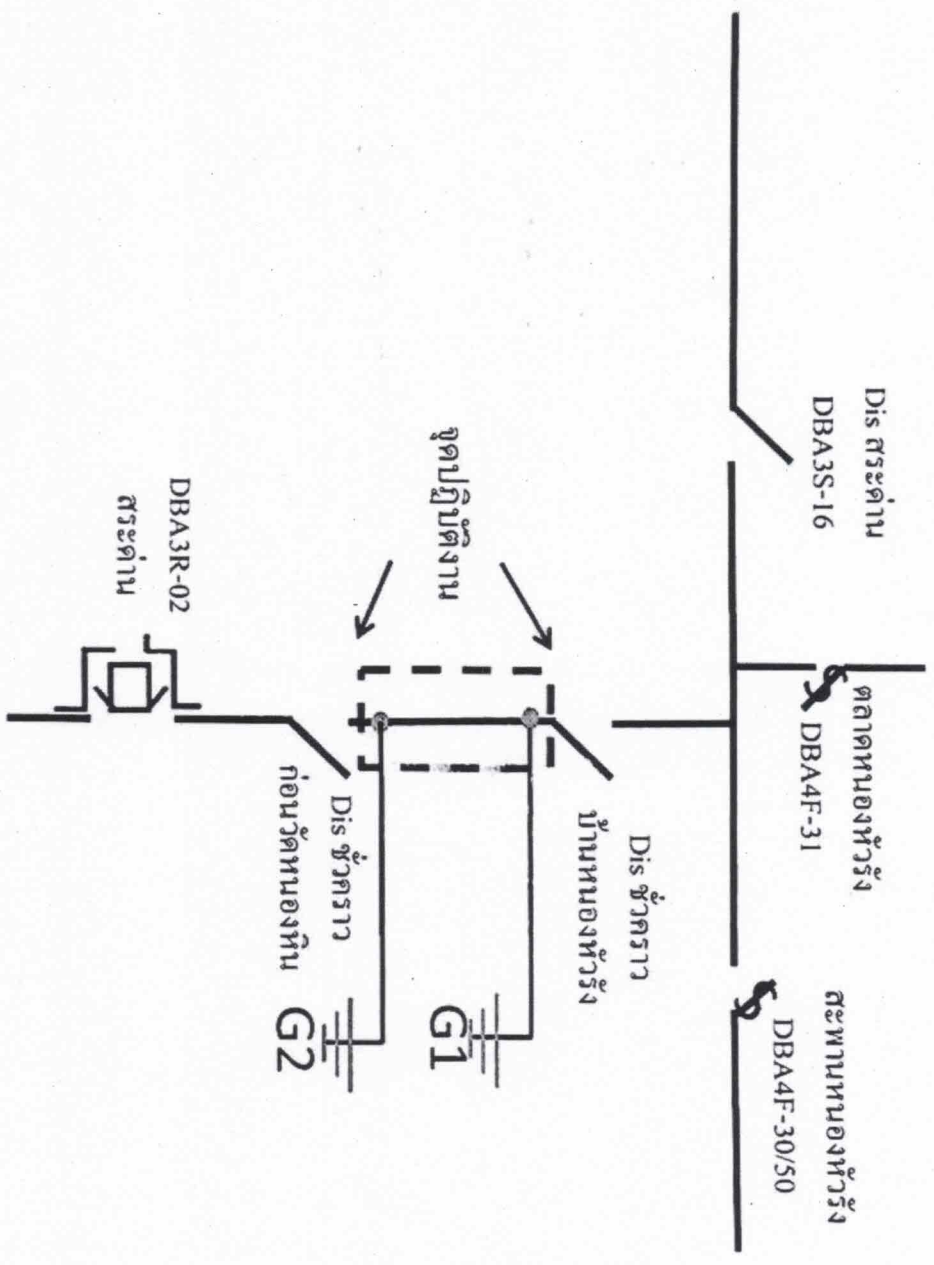 Dis สระด่าน
DBA3S-16
ตลาดหนองหัวรัง
DBA4F-31
สะพานหนองหัวรัง
DBA4F-30/50
จุดปฏิบัติงาน
Dis ชั่วคราว
บ้านหนองหัวรัง
G1
DBA3R-02
สระด่าน
Dis ชั่วคราว
ก่อนวัดหนองหิน
G2